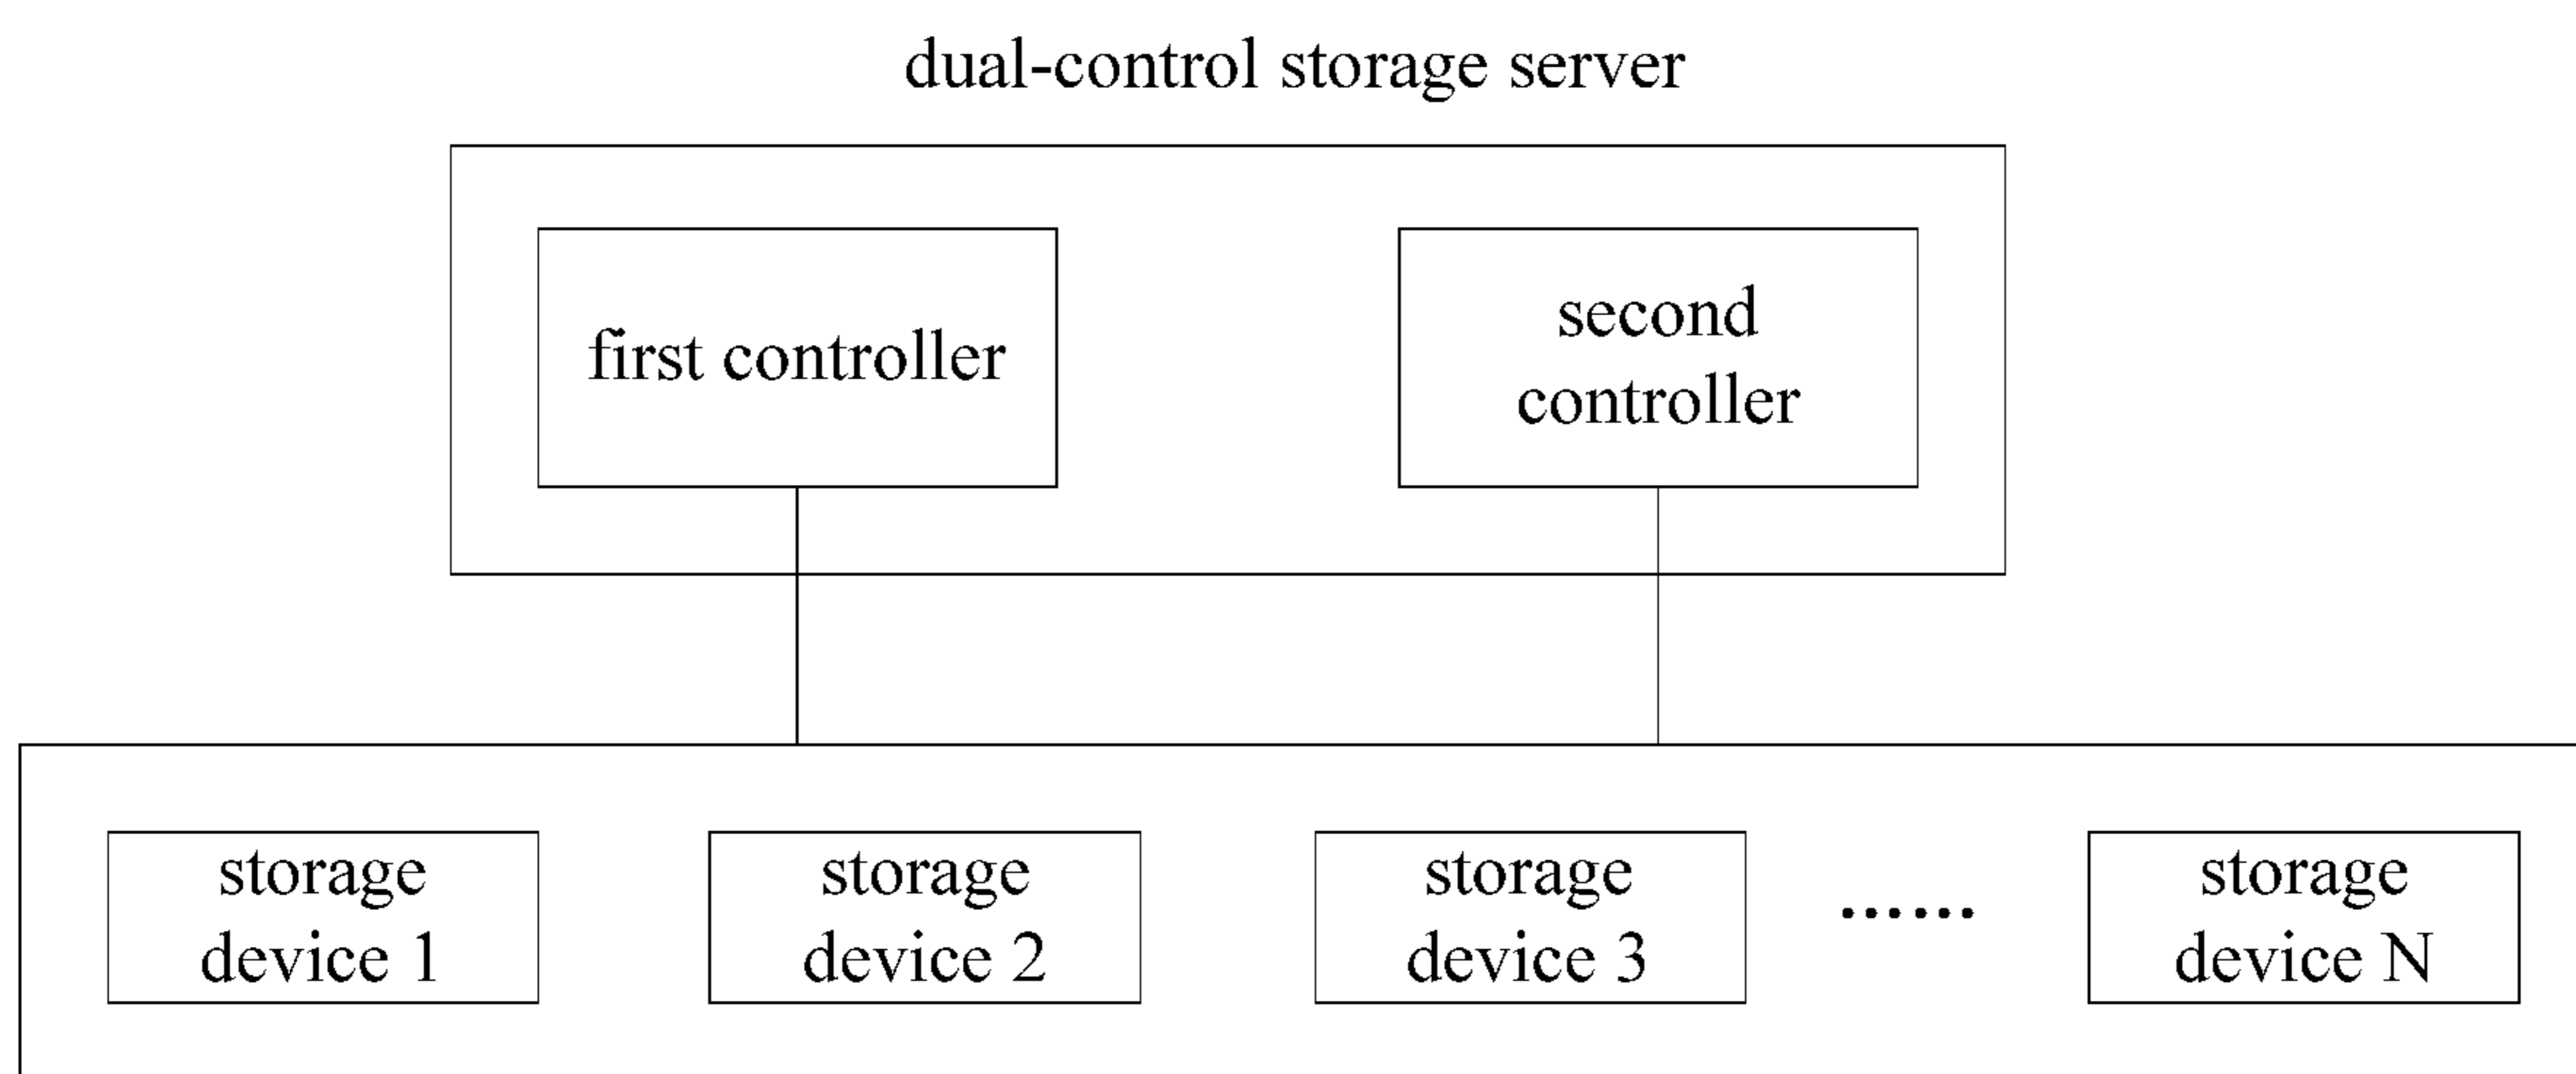 dual-control storage server
first controller
second
controller
storage
device 1
storage
device 2
storage
device 3
......
storage
device N